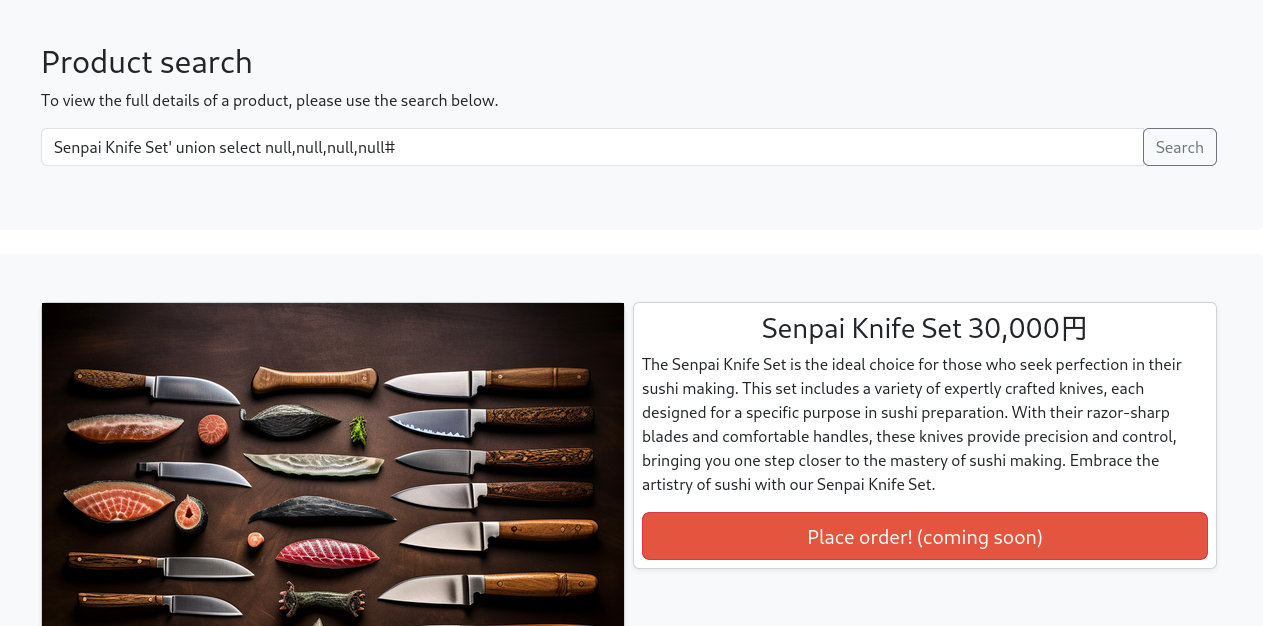 Product search
To view the full details of a product, please use the search below.
Senpai Knife Set' union select null,null,null,null#
Search
Senpai Knife Set 30,000円
The Senpai Knife Set is the ideal choice for those who seek perfection in their
sushi making. This set includes a variety of expertly crafted knives, each
designed for a specific purpose in sushi preparation. With their razor-sharp
blades and comfortable handles, these knives provide precision and control,
bringing you one step closer to the mastery of sushi making. Embrace the
artistry of sushi with our Senpai Knife Set.
Place order! (coming soon)